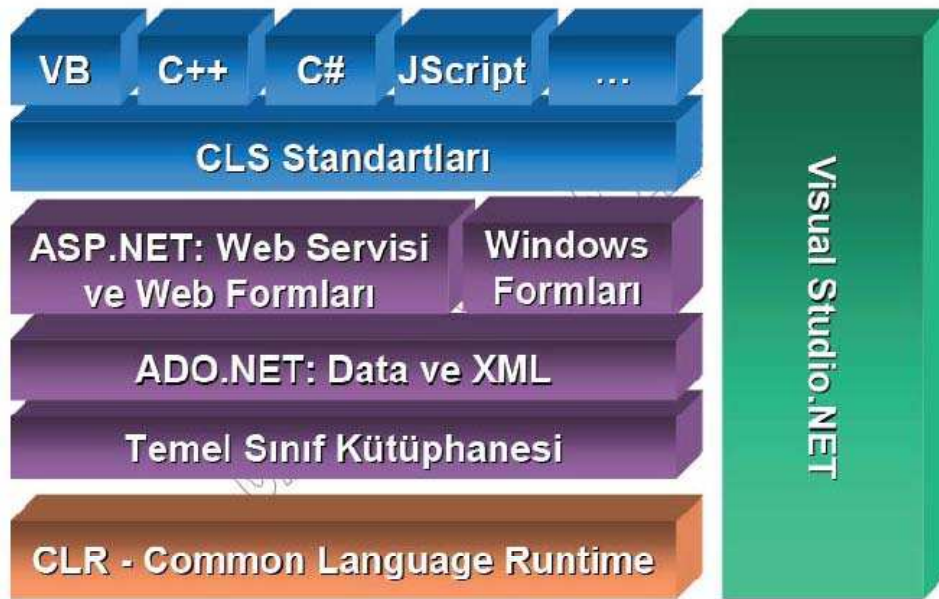 VB
C++
C#
JScript
...
CLS Standartları
ASP.NET: Web Servisi
ve Web Formları
Windows
Formları
ADO.NET: Data ve XML
Temel Sınıf Kütüphanesi
CLR - Common Language Runtime
Visual Studio.NET